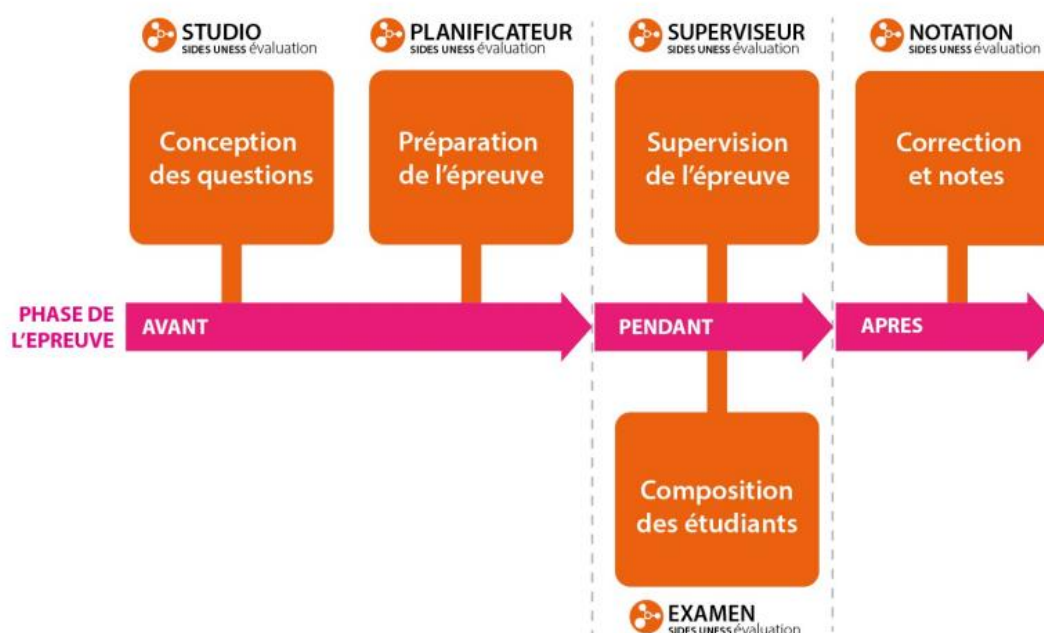 STUDIO
SIDES UNESS évaluation
PLANIFICATEUR
SIDES UNESS évaluation
SUPERVISEUR
SIDES UNESS évaluation
NOTATION
SIDES UNESS évaluation
Conception
des questions
Préparation
de l’épreuve
Supervision
de l’épreuve
Correction
et notes
PHASE DE
L’EPREUVE
AVANT
PENDANT
APRES
Composition
des étudiants
EXAMEN
SIDES UNESS évaluation